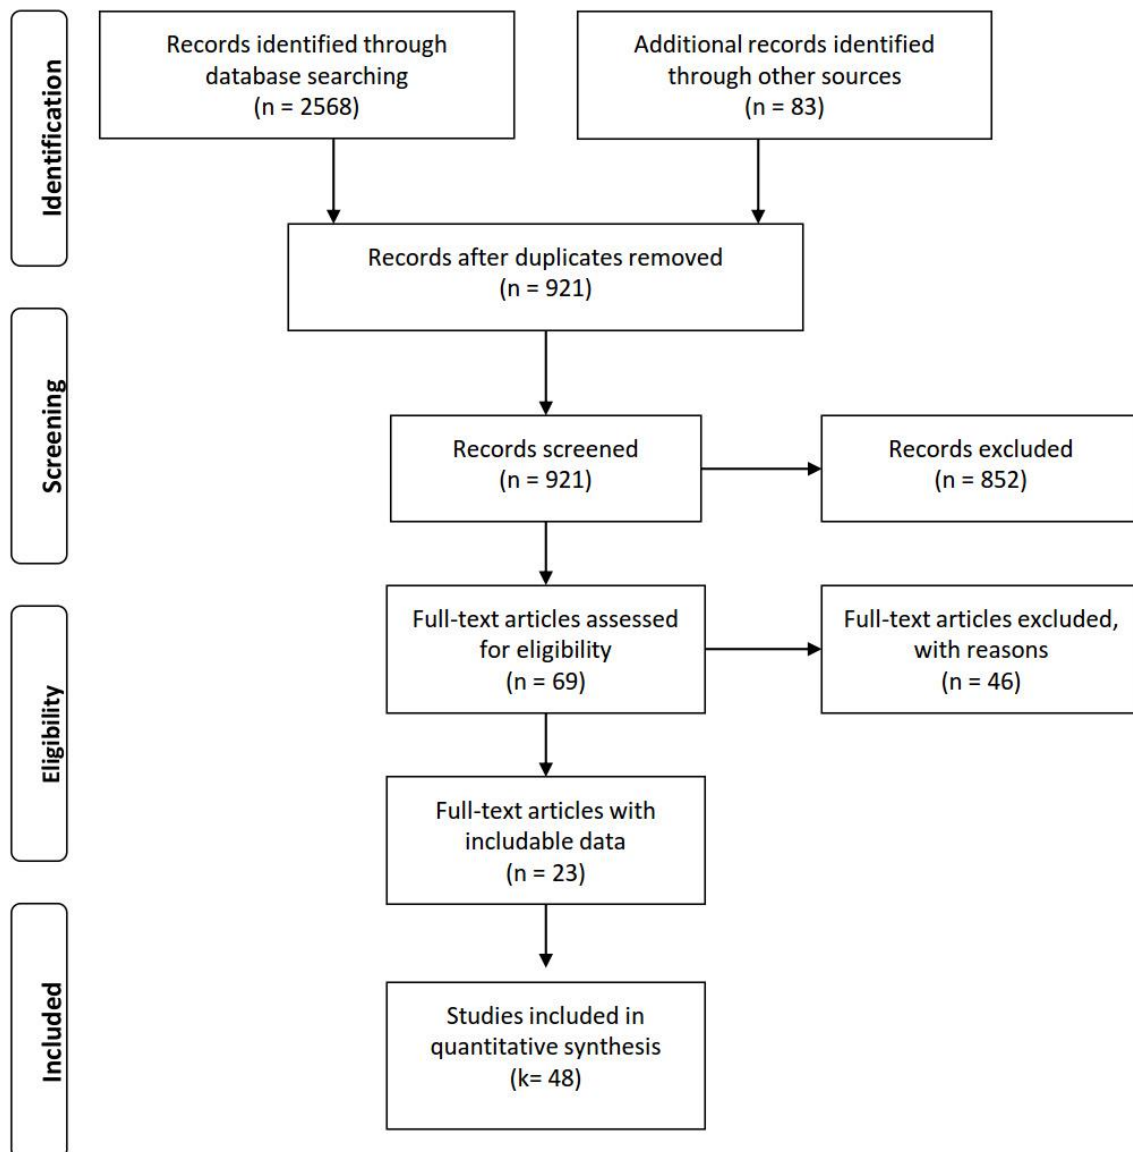 Identification
Records identified through
database searching
(n = 2568)
Additional records identified
through other sources
(n = 83)
Records after duplicates removed
(n = 921)
Screening
Records screened
(n = 921)
Records excluded
(n = 852)
Eligibility
Full-text articles assessed
for eligibility
(n = 69)
Full-text articles excluded,
with reasons
(n = 46)
Full-text articles with
includable data
(n = 23)
Included
Studies included in
quantitative synthesis
(k= 48)